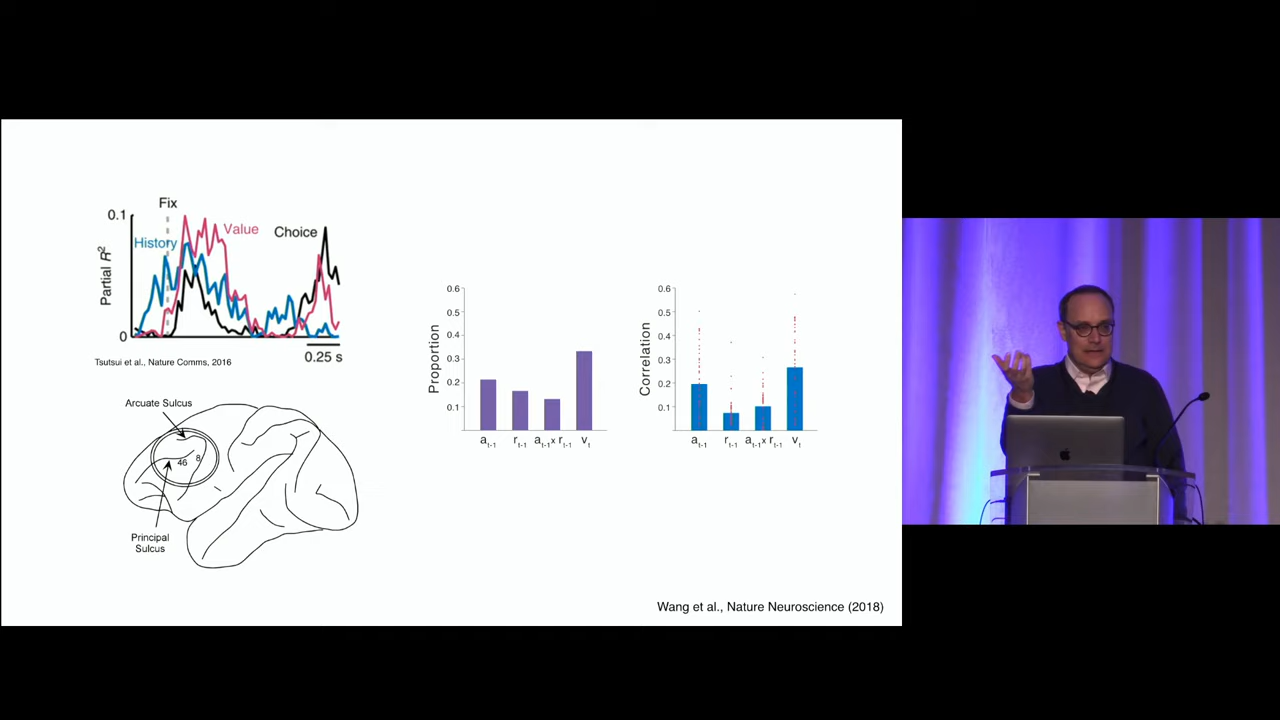 Fix
0.1
Value
Choice
History
Partial R²
0
0.25 s
Tsutsui et al., Nature Comms, 2016
Arcuate Sulcus
46
8
Principal
Sulcus
Proportion
0.6
0.5
0.4
0.3
0.2
0.1
a t-1
r t-1
a t-1 x r t-1
v t
Correlation
0.6
0.5
0.4
0.3
0.2
0.1
a t-1
r t-1
a t-1 x r t-1
v t
Wang et al., Nature Neuroscience (2018)